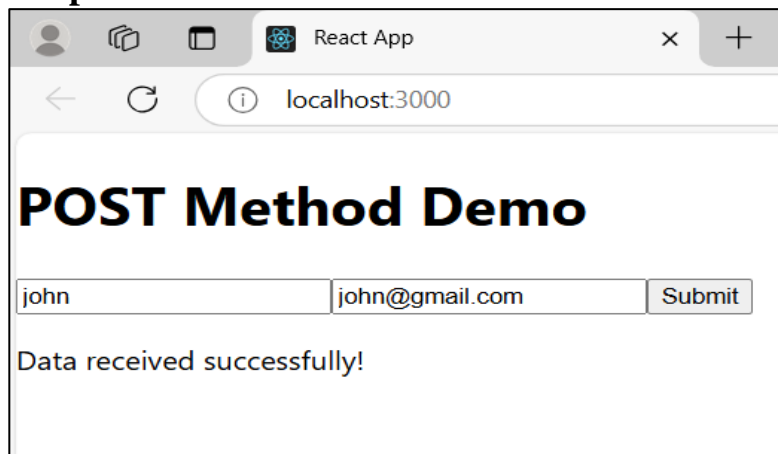 React App
localhost:3000
POST Method Demo
john john@gmail.com Submit
Data received successfully!